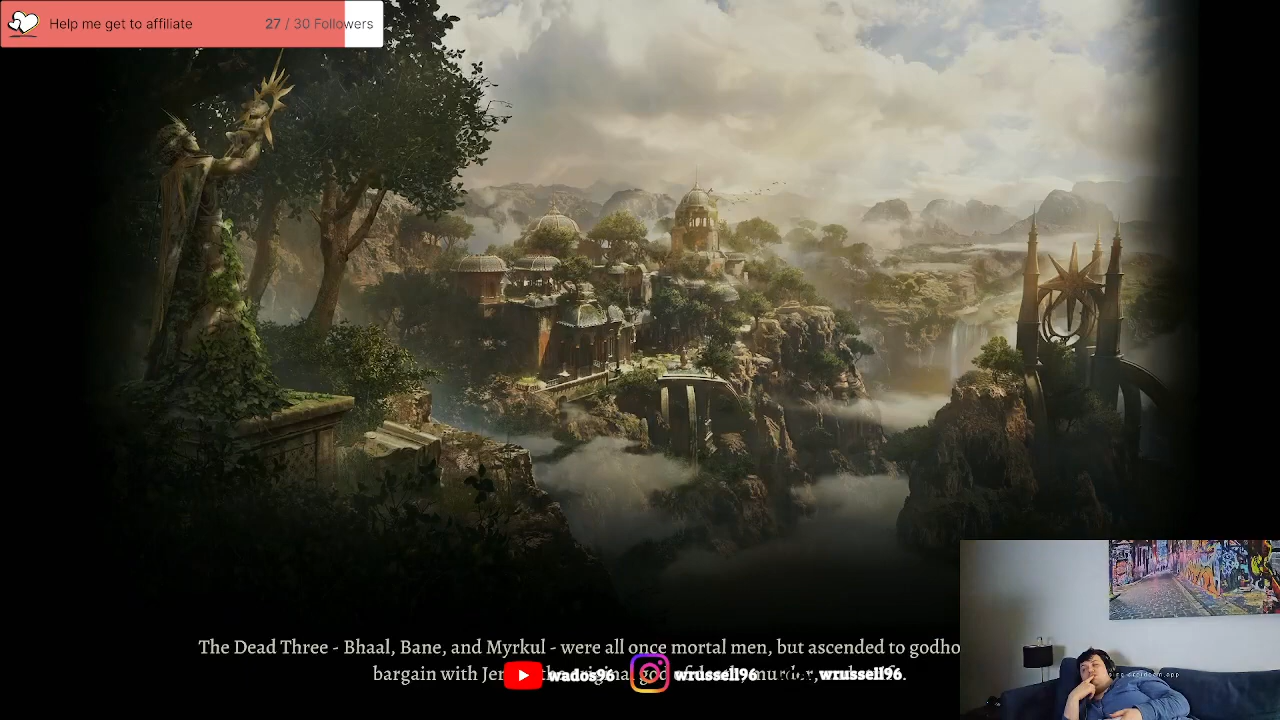 Help me get to affiliate 27 / 30 Followers
The Dead Three - Bhaal, Bane, and Myrkul - were all once mortal men, but ascended to godho
bargain with Jer
wados96 wrussell96 wrussell96